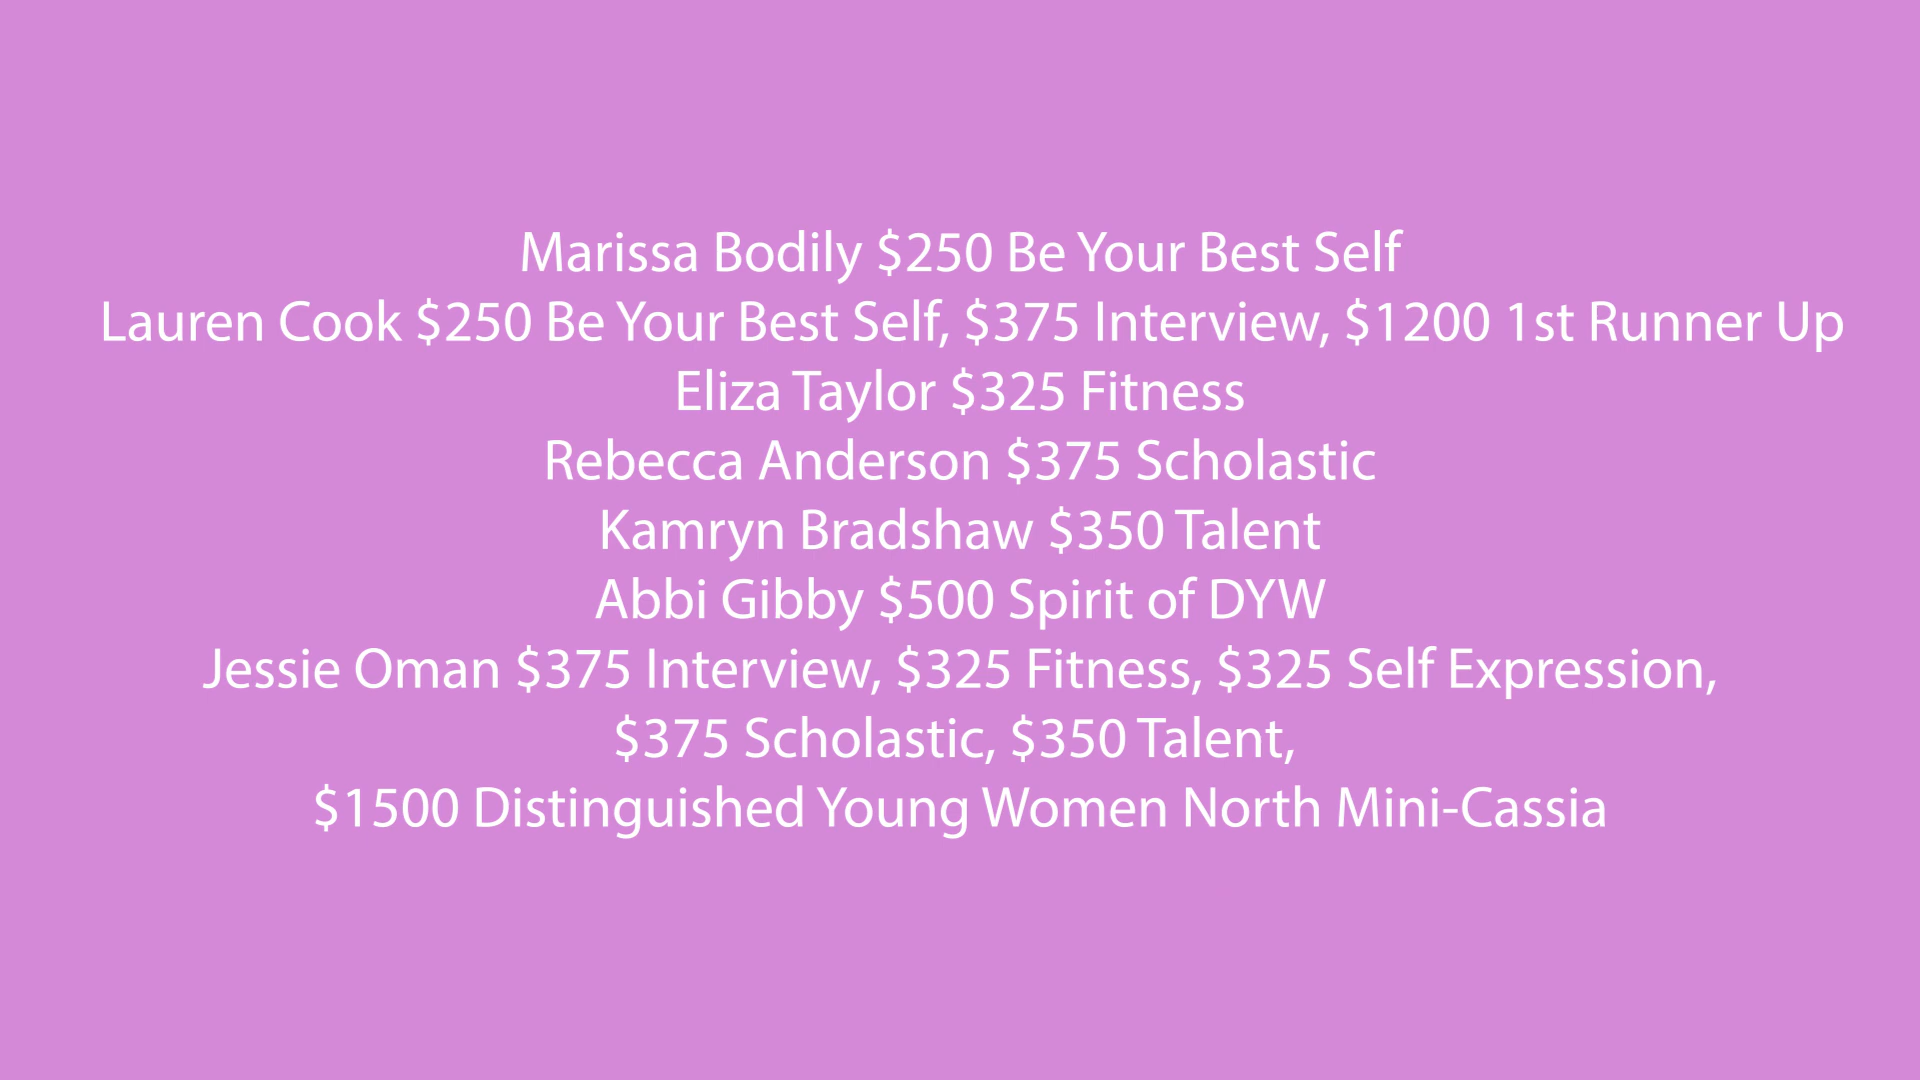 Marissa Bodily $250 Be Your Best Self
Lauren Cook $250 Be Your Best Self, $375 Interview, $1200 1st Runner Up
Eliza Taylor $325 Fitness
Rebecca Anderson $375 Scholastic
Kamryn Bradshaw $350 Talent
Abbi Gibby $500 Spirit of DYW
Jessie Oman $375 Interview, $325 Fitness, $325 Self Expression,
$375 Scholastic, $350 Talent,
$1500 Distinguished Young Women North Mini-Cassia